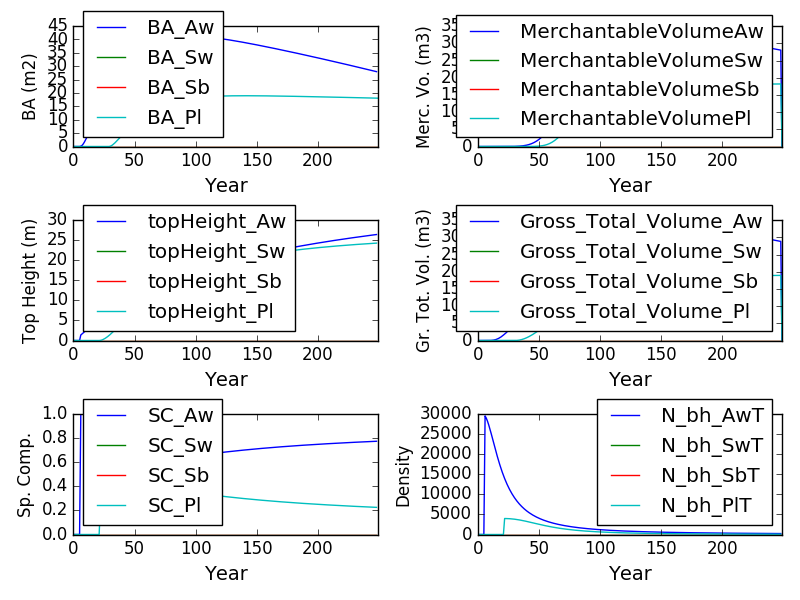 BA (m2)
45
40
35
30
25
20
15
10
5
0
BA_Aw
BA_Sw
BA_Sb
BA_Pl
0 50 100 150 200
Year
Merc. Vo. (m3)
35
30
25
20
15
10
5
0
MerchantableVolumeAw
MerchantableVolumeSw
MerchantableVolumeSb
MerchantableVolumePl
0 50 100 150 200
Year
Top Height (m)
30
25
20
15
10
5
0
topHeight_Aw
topHeight_Sw
topHeight_Sb
topHeight_Pl
0 50 100 150 200
Year
Gr. Tot. Vol. (m3)
35
30
25
20
15
10
5
0
Gross_Total_Volume_Aw
Gross_Total_Volume_Sw
Gross_Total_Volume_Sb
Gross_Total_Volume_Pl
0 50 100 150 200
Year
Sp. Comp.
1.0
0.8
0.6
0.4
0.2
0.0
SC_Aw
SC_Sw
SC_Sb
SC_Pl
0 50 100 150 200
Year
Density
30000
25000
20000
15000
10000
5000
0
N_bh_AwT
N_bh_SwT
N_bh_SbT
N_bh_PlT
0 50 100 150 200
Year